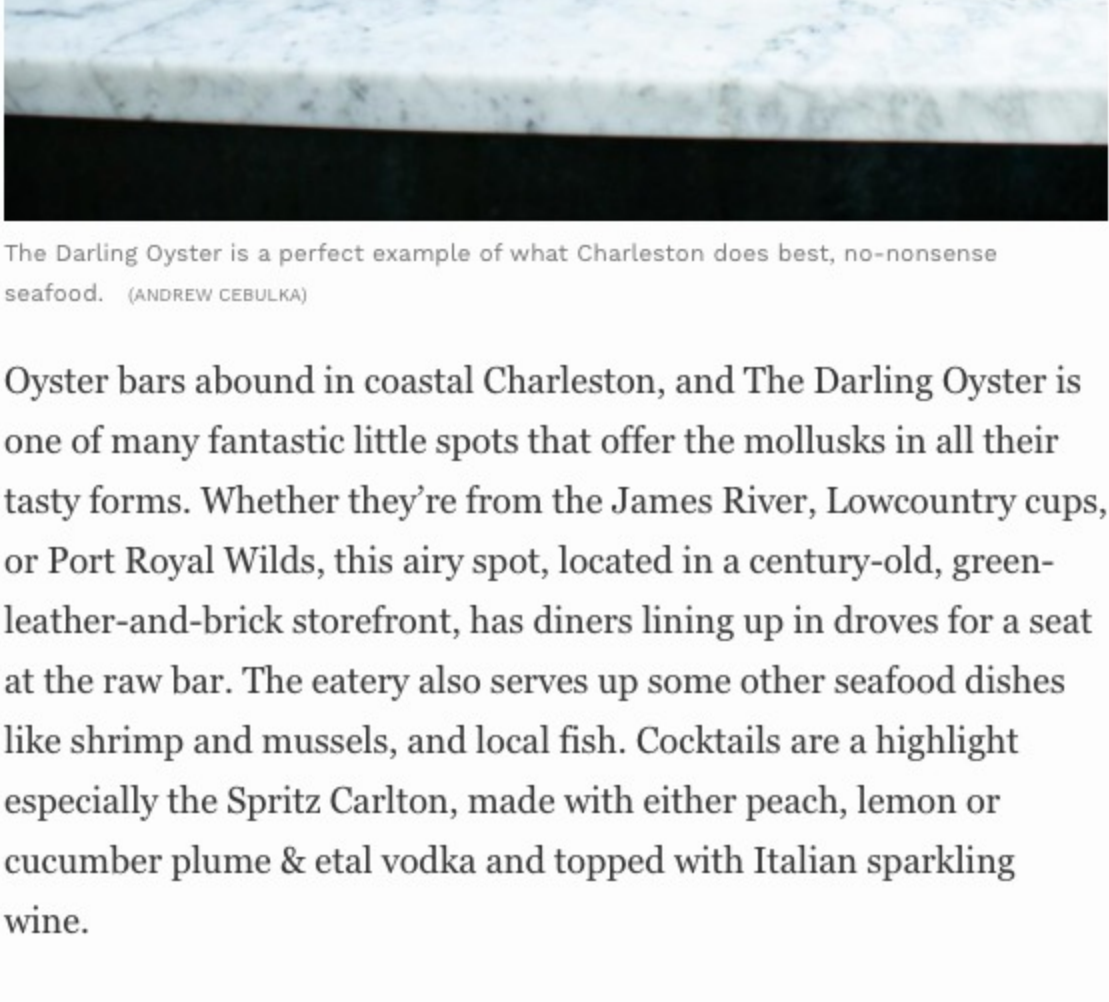 The Darling Oyster is a perfect example of what Charleston does best, no-nonsense
seafood. (ANDREW CEBULKA)
Oyster bars abound in coastal Charleston, and The Darling Oyster is
one of many fantastic little spots that offer the mollusks in all their
tasty forms. Whether they’re from the James River, Lowcountry cups,
or Port Royal Wilds, this airy spot, located in a century-old, green-
leather-and-brick storefront, has diners lining up in droves for a seat
at the raw bar. The eatery also serves up some other seafood dishes
like shrimp and mussels, and local fish. Cocktails are a highlight
especially the Spritz Carlton, made with either peach, lemon or
cucumber plume & etal vodka and topped with Italian sparkling
wine.